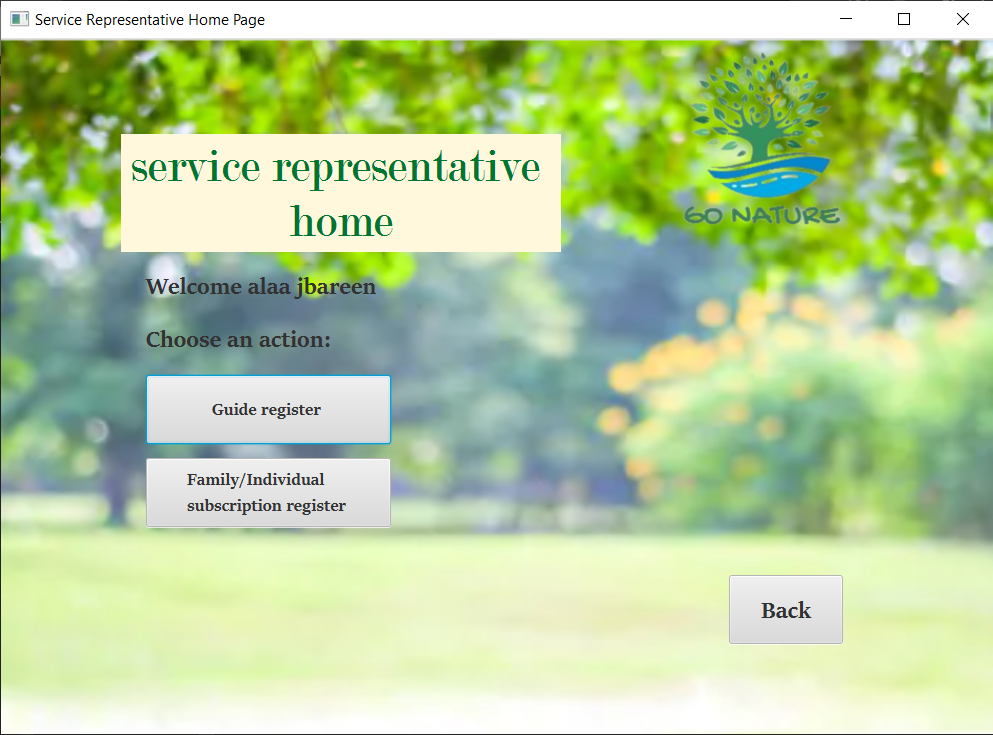 Service Representative Home Page
GO NATURE
service representative
home
Welcome alaa jbareen
Choose an action:
Guide register
Family/Individual
subscription register
Back